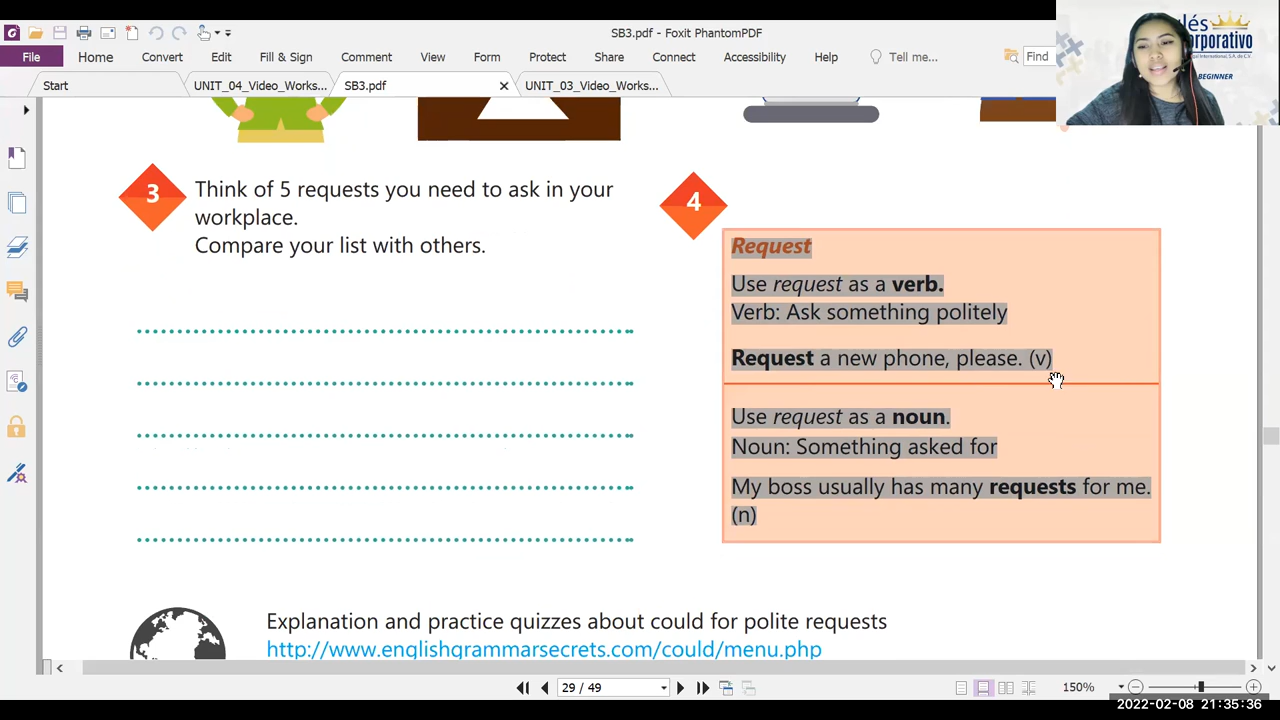 SB3.pdf - Foxit PhantomPDF
File Home Convert Edit Fill & Sign Comment View Form Protect Share Connect Accessibility Help Tell me... Find
Start UNIT_04_Video_Works... SB3.pdf UNIT_03_Video_Works...
BEGINNER
3
Think of 5 requests you need to ask in your
workplace.
Compare your list with others.
4
Request
Use request as a verb.
Verb: Ask something politely
Request a new phone, please. (v)
Use request as a noun.
Noun: Something asked for
My boss usually has many requests for me.
(n)
Explanation and practice quizzes about could for polite requests
http://www.englishgrammarsecrets.com/could/menu.php
29 / 49
150%
2022-02-08 21:35:36